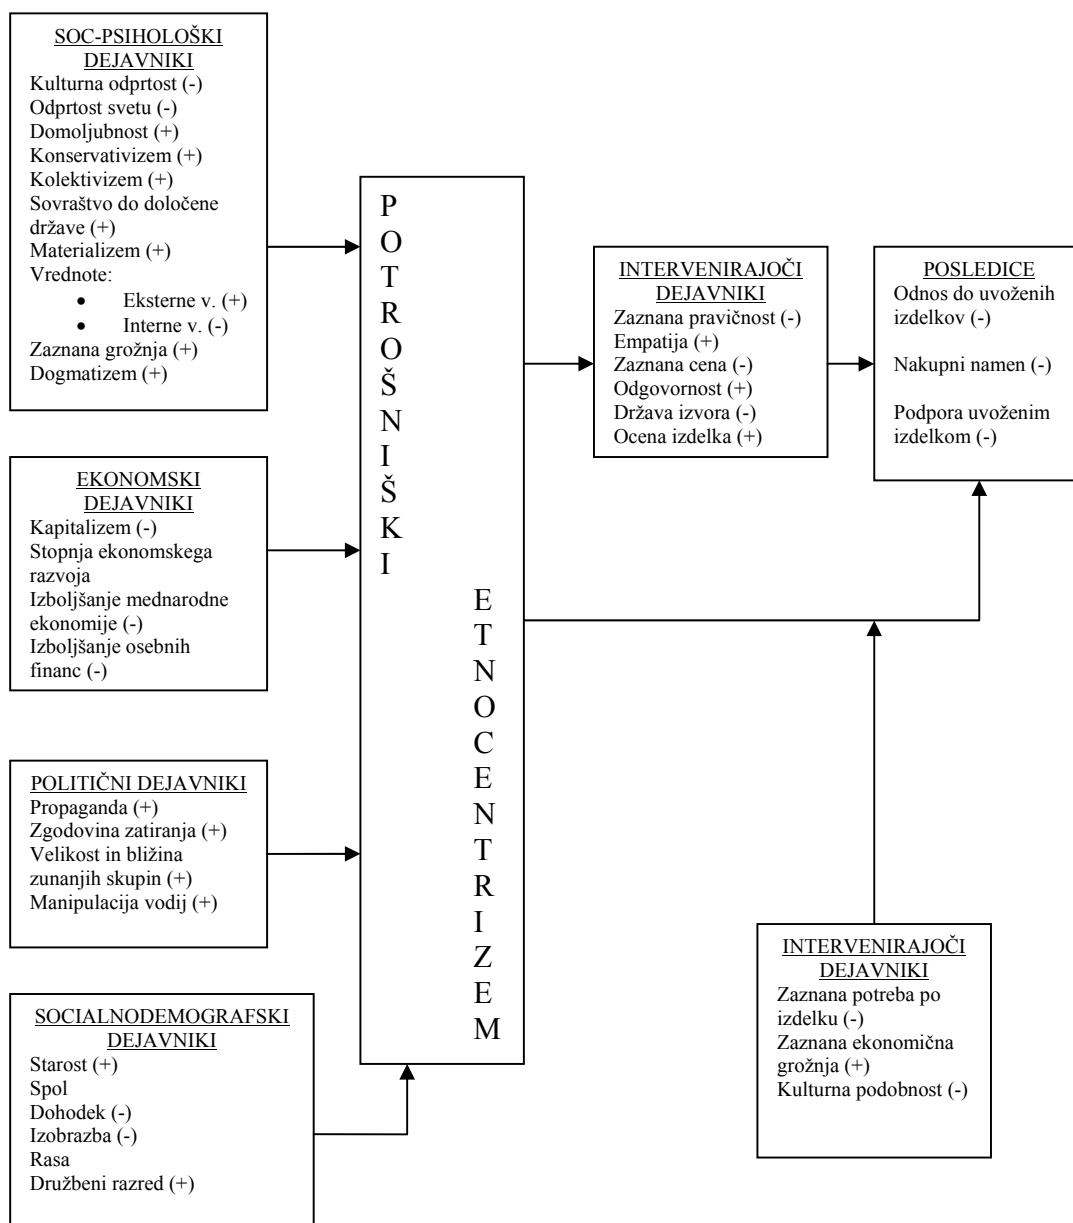 SOC-PSIHOLOŠKI
DEJAVNIKI
Kulturna odprtost (-)
Odprtost svetu (-)
Domoljubnost (+)
Konservativizem (+)
Kolektivizem (+)
Sovraštvo do določene
države (+)
Materializem (+)
Vrednote:
• Eksterne v. (+)
• Interne v. (-)
Zaznana grožnja (+)
Dogmatizem (+)
EKONOMSKI
DEJAVNIKI
Kapitalizem (-)
Stopnja ekonomskega
razvoja
Izboljšanje mednarodne
ekonomije (-)
Izboljšanje osebnih
financ (-)
POLITIČNI DEJAVNIKI
Propaganda (+)
Zgodovina zatiranja (+)
Velikost in bližina
zunanjih skupin (+)
Manipulacija vodij (+)
SOCIALNODEMOGRAFSKI
DEJAVNIKI
Starost (+)
Spol
Dohodek (-)
Izobrazba (-)
Rasa
Družbeni razred (+)
POTROŠNIŠKI
ETNOCENTRIZEM
INTERVENIRAJOČI
DEJAVNIKI
Zaznana pravičnost (-)
Empatija (+)
Zaznana cena (-)
Odgovornost (+)
Država izvora (-)
Ocena izdelka (+)
POSLEDICE
Odnos do uvoženih
izdelkov (-)
Nakupni namen (-)
Podpora uvoženim
izdelkom (-)
INTERVENIRAJOČI
DEJAVNIKI
Zaznana potreba po
izdelku (-)
Zaznana ekonomična
grožnja (+)
Kulturna podobnost (-)